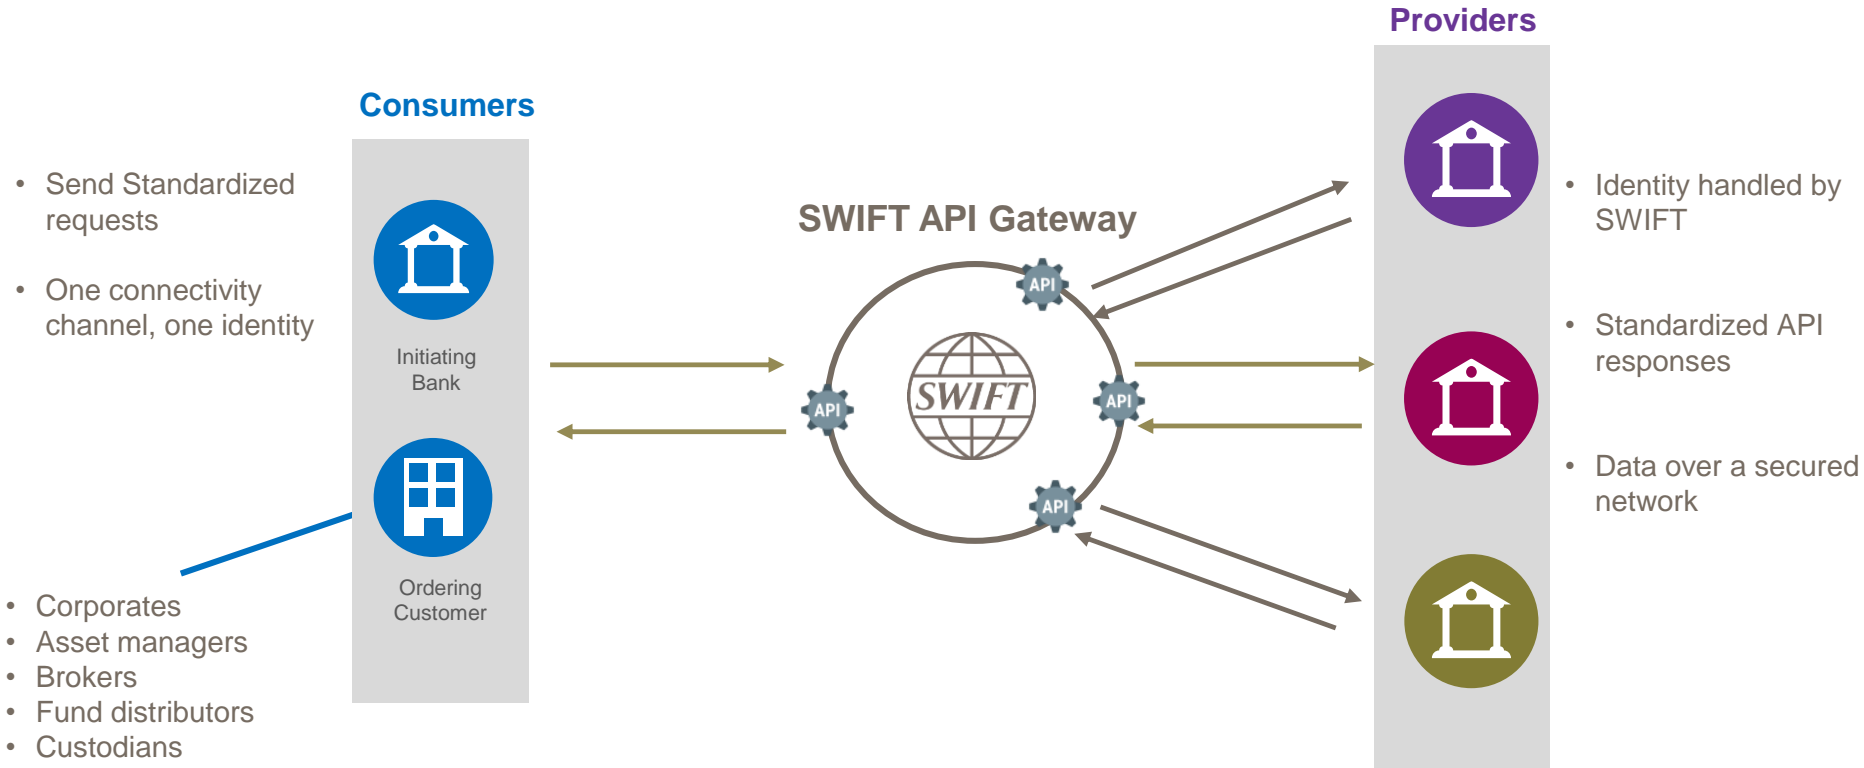 Providers
Consumers
• Send Standardized
requests
• One connectivity
channel, one identity
Initiating
Bank
Ordering
Customer
• Corporates
• Asset managers
• Brokers
• Fund distributors
• Custodians
SWIFT API Gateway
API
API
API
API
SWIFT
• Identity handled by
SWIFT
• Standardized API
responses
• Data over a secured
network